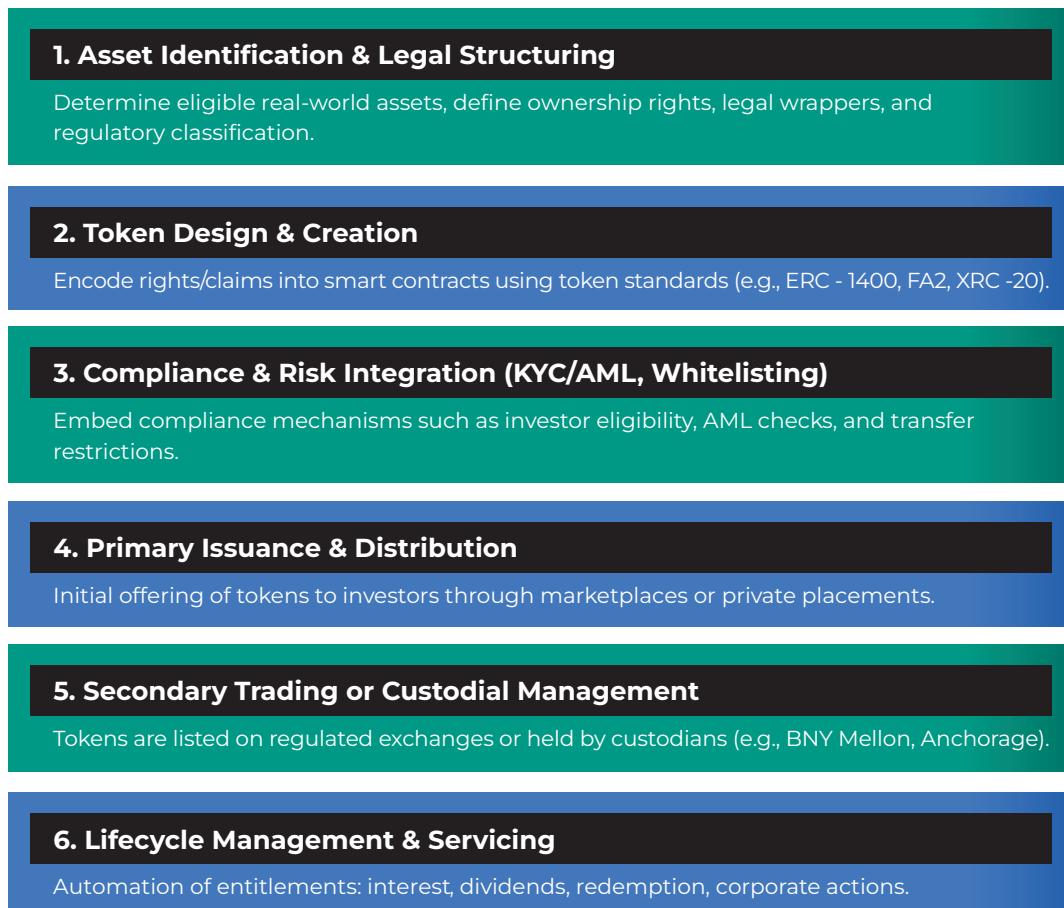 1. Asset Identification & Legal Structuring
Determine eligible real-world assets, define ownership rights, legal wrappers, and
regulatory classification.
2. Token Design & Creation
Encode rights/claims into smart contracts using token standards (e.g., ERC - 1400, FA2, XRC -20).
3. Compliance & Risk Integration (KYC/AML, Whitelisting)
Embed compliance mechanisms such as investor eligibility, AML checks, and transfer
restrictions.
4. Primary Issuance & Distribution
Initial offering of tokens to investors through marketplaces or private placements.
5. Secondary Trading or Custodial Management
Tokens are listed on regulated exchanges or held by custodians (e.g., BNY Mellon, Anchorage).
6. Lifecycle Management & Servicing
Automation of entitlements: interest, dividends, redemption, corporate actions.